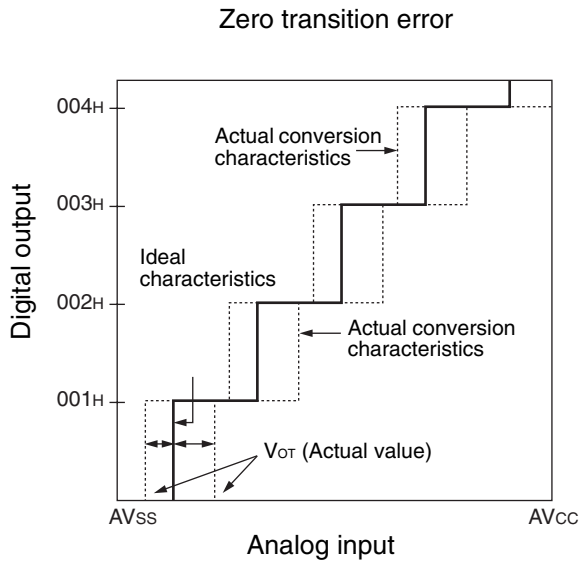 Zero transition error
004H
Actual conversion
characteristics
003H
Digital output
Ideal
characteristics
002H
Actual conversion
characteristics
001H
VOT (Actual value)
AVSS
AVCC
Analog input